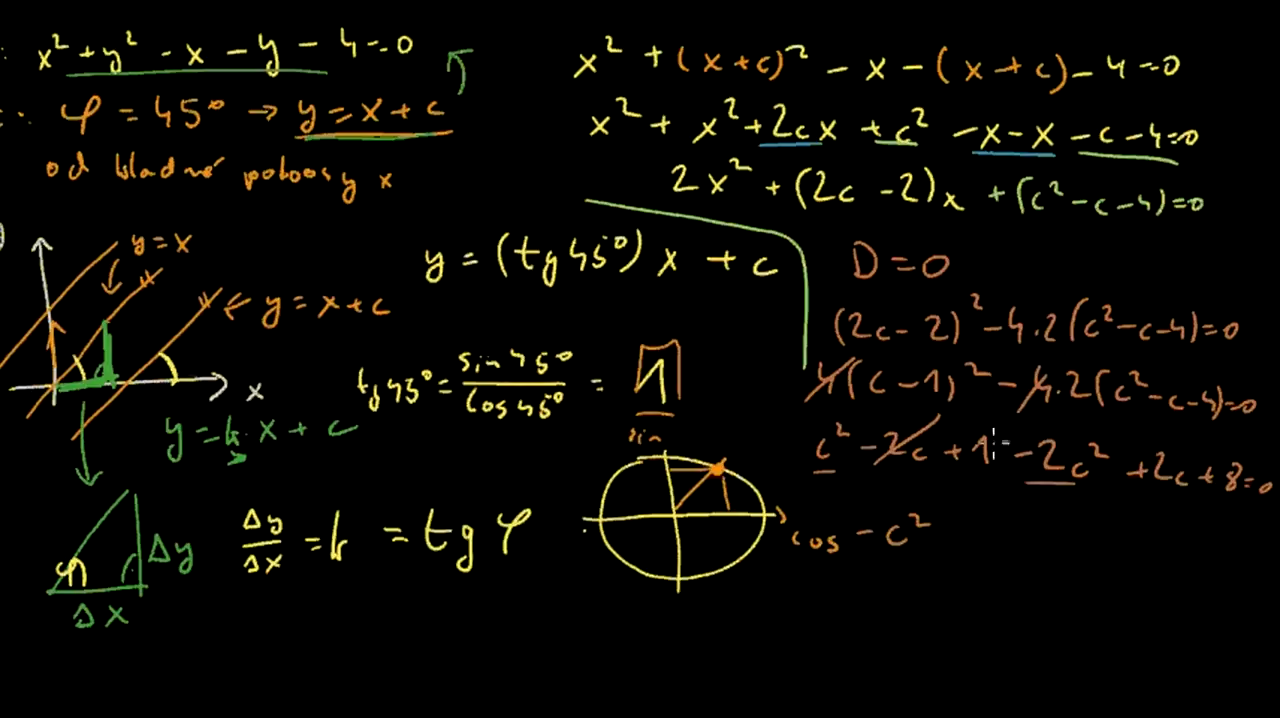 x² + y² - x - y - 4 = 0
φ = 45° → y = x + c
od kladné poloosy x
y = x
y = x + c
x
y = k · x + c
φ
Δy
Δx
Δy/Δx = k = tg φ
y = (tg 45°) x + c
tg 45° = sin 45° / cos 45° = 1
sin
cos
x² + (x + c)² - x - (x + c) - 4 = 0
x² + x² + 2cx + c² - x - x - c - 4 = 0
2x² + (2c - 2)x + (c² - c - 4) = 0
D = 0
(2c - 2)² - 4·2(c² - c - 4) = 0
4(c - 1)² - 4·2(c² - c - 4) = 0
c² - 2c + 1 - 2c² + 2c + 8 = 0
- c²